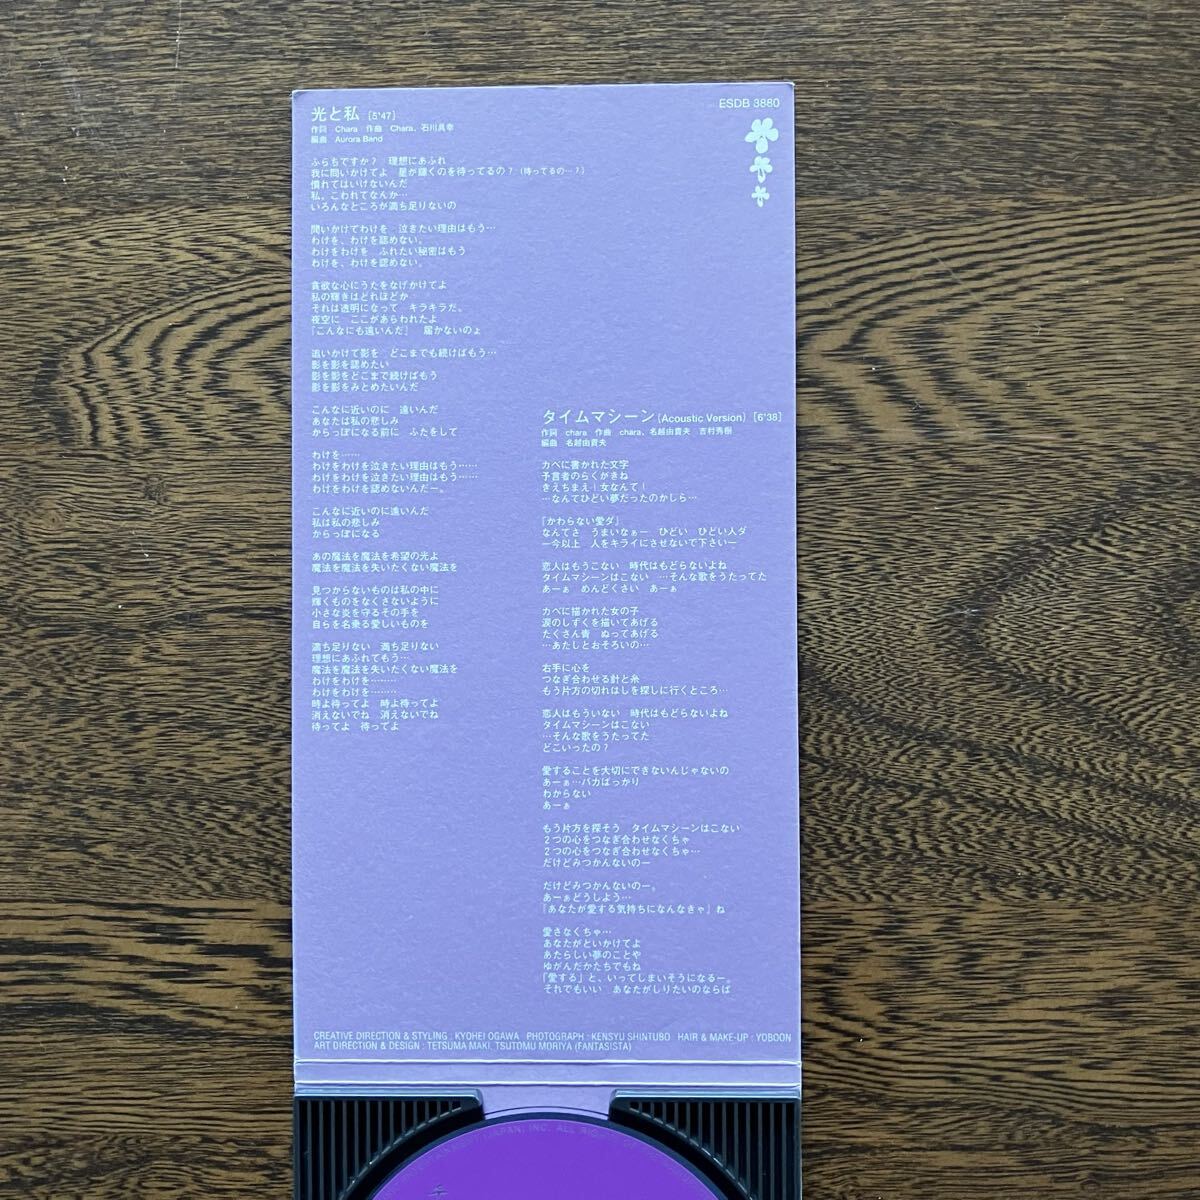 光と私 [5'47]
作詞 Chara 作曲 Chara、石川具幸
編曲 Aurora Band
ふらちですか? 理想にあふれ
我に問いかけてよ 星が輝くのを待ってるの?(待ってるの…?)
慣れてはいけないんだ
私。こわれてなんか…
いろんなところが満ち足りないの
問いかけてわけを 泣きたい理由はもう…
わけを、わけを認めない。
わけをわけを ふれたい秘密はもう
わけを、わけを認めない。
貪欲な心にうたをなげかけてよ
私の輝きはどれほどか
それは透明になって キラキラだ。
夜空に ここがあらわれたよ
『こんなにも遠いんだ』 届かないのょ
追いかけて影を どこまでも続けばもう…
影を影を認めたい
影を影をどこまで続けばもう
影を影をみとめたいんだ
こんなに近いのに 遠いんだ
あなたは私の悲しみ
からっぽになる前に ふたをして
わけを……
わけをわけを泣きたい理由はもう……
わけをわけを泣きたい理由はもう……
わけをわけを認めないんだー。
こんなに近いのに遠いんだ
私は私の悲しみ
からっぽになる
あの魔法を魔法を希望の光よ
魔法を魔法を失いたくない魔法を
見つからないものは私の中に
輝くものをなくさないように
小さな炎を守るその手を
自らを名乗る愛しいものを
満ち足りない 満ち足りない
理想にあふれてもう…
魔法を魔法を失いたくない魔法を
わけをわけを………
わけをわけを………
時よ待ってよ 時よ待ってよ
消えないでね 消えないでね
待ってよ 待ってよ
ESDB 3880
タイムマシーン(Acoustic Version) [6'38]
作詞 chara 作曲 chara、名越由貴夫 吉村秀樹
編曲 名越由貴夫
カベに書かれた文字
予言者のらくがきね
きえちまえ!女なんて!
…なんてひどい夢だったのかしら…
『かわらない愛ダ』
なんてさ うまいなぁー ひどい ひどい人ダ
ー今以上 人をキライにさせないで下さいー
恋人はもうこない 時代はもどらないよね
タイムマシーンはこない …そんな歌をうたってた
あーぁ めんどくさい あーぁ
カベに描かれた女の子
涙のしずくを描いてあげる
たくさん青 ぬってあげる
…あたしとおそろいの…
右手に心を
つなぎ合わせる針と糸
もう片方の切れはしを探しに行くところ…
恋人はもういない 時代はもどらないよね
タイムマシーンはこない
…そんな歌をうたってた
どこいったの?
愛することを大切にできないんじゃないの
あーぁ…バカばっかり
わからない
あーぁ
もう片方を探そう タイムマシーンはこない
2つの心をつなぎ合わせなくちゃ
2つの心をつなぎ合わせなくちゃ…
だけどみつかんないのー
だけどみつかんないのー。
あーぁどうしよう…
『あなたが愛する気持ちになんなきゃ』ね
愛さなくちゃ…
あなたがといかけてよ
あたらしい夢のことや
ゆがんだかたちでもね
「愛する」と、いってしまいそうになるー。
それでもいい あなたがしりたいのならば
CREATIVE DIRECTION & STYLING : KYOHEI OGAWA PHOTOGRAPH : KENSYU SHINTUBO HAIR & MAKE-UP : YOBOON
ART DIRECTION & DESIGN : TETSUMA MAKI, TSUTOMU MORIYA (FANTASISTA)
(JAPAN) INC. ALL RIGHTS